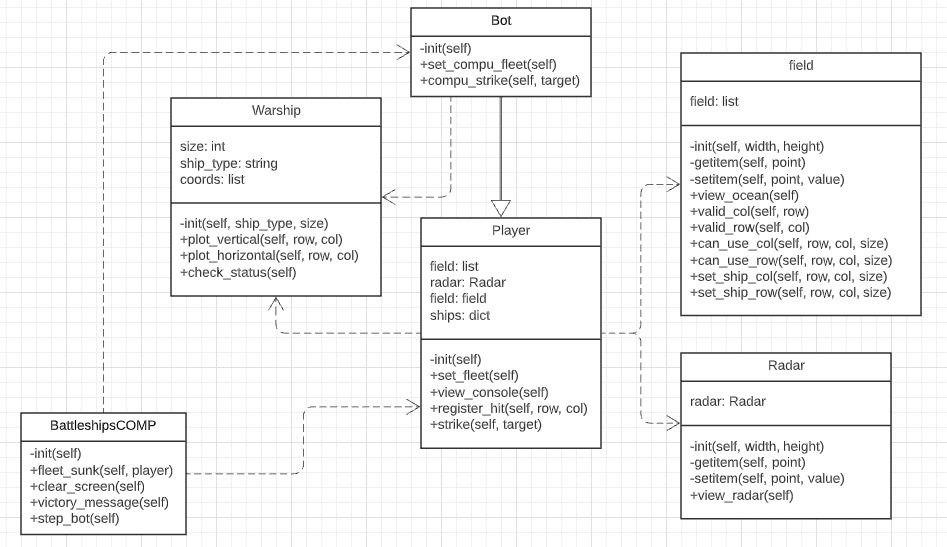 Bot
-init(self)
+set_compu_fleet(self)
+compu_strike(self, target)
Warship
size: int
ship_type: string
coords: list
-init(self, ship_type, size)
+plot_vertical(self, row, col)
+plot_horizontal(self, row, col)
+check_status(self)
field
field: list
-init(self, width, height)
-getitem(self, point)
-setitem(self, point, value)
+view_ocean(self)
+valid_col(self, row)
+valid_row(self, col)
+can_use_col(self, row, col, size)
+can_use_row(self, row, col, size)
+set_ship_col(self, row, col, size)
+set_ship_row(self, row, col, size)
Player
field: list
radar: Radar
field: field
ships: dict
-init(self)
+set_fleet(self)
+view_console(self)
+register_hit(self, row, col)
+strike(self, target)
Radar
radar: Radar
-init(self, width, height)
-getitem(self, point)
-setitem(self, point, value)
+view_radar(self)
BattleshipsCOMP
-init(self)
+fleet_sunk(self, player)
+clear_screen(self)
+victory_message(self)
+step_bot(self)